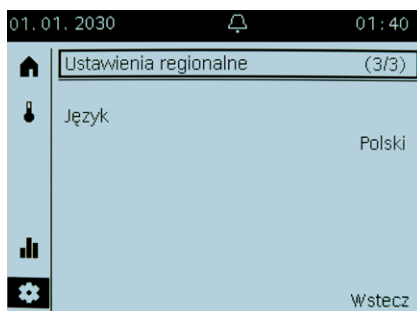 01.01.2030 01:40
Ustawienia regionalne (3/3)
Język
Polski
Wstecz